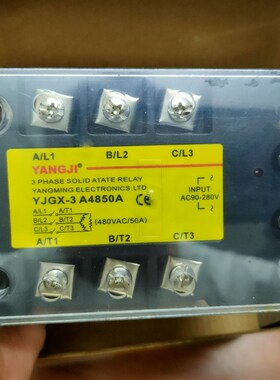 A/L1 B/L2 C/L3
YANGJI
3 PHASE SOLID ATATE RELAY
YANGMING ELECTRONICS.LTD
YJGX-3 A4850A CE
A/L1 A/T1
B/L2 B/T2 (480VAC/50A)
C/L3 C/T3
INPUT
AC90-280V
A/T1 B/T2 C/T3